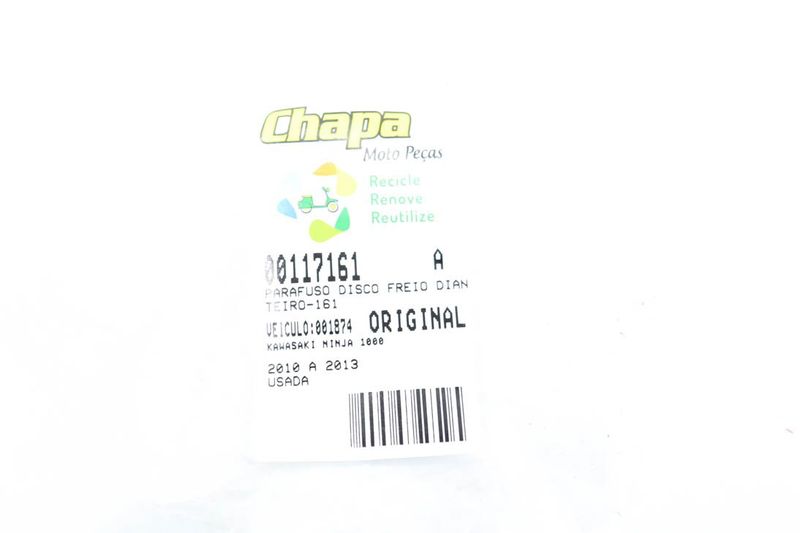 Chapa
Moto Peças
Recicle
Renove
Reutilize
00117161 A
PARAFUSO DISCO FREIO DIAN
TEIRO-161
VEICULO:001874 ORIGINAL
KAWASAKI NINJA 1000
2010 A 2013
USADA